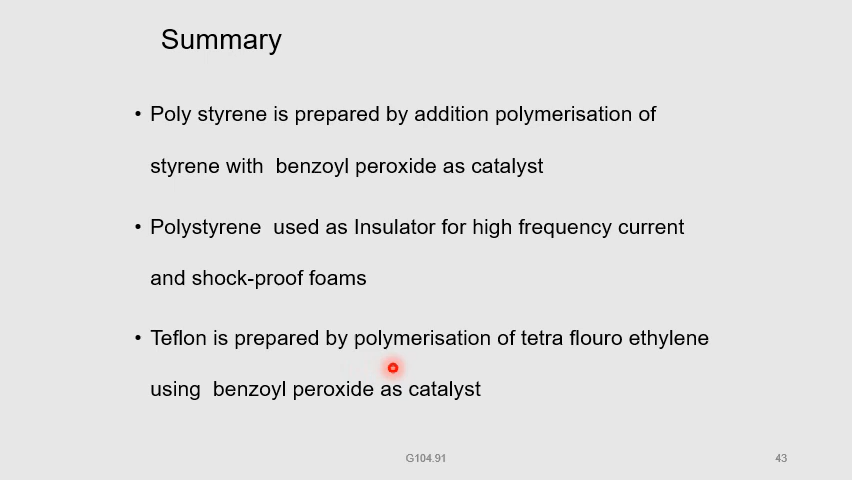 Summary
• Poly styrene is prepared by addition polymerisation of
styrene with  benzoyl peroxide as catalyst
• Polystyrene  used as Insulator for high frequency current
and shock-proof foams
• Teflon is prepared by polymerisation of tetra flouro ethylene
using  benzoyl peroxide as catalyst
G104.91
43